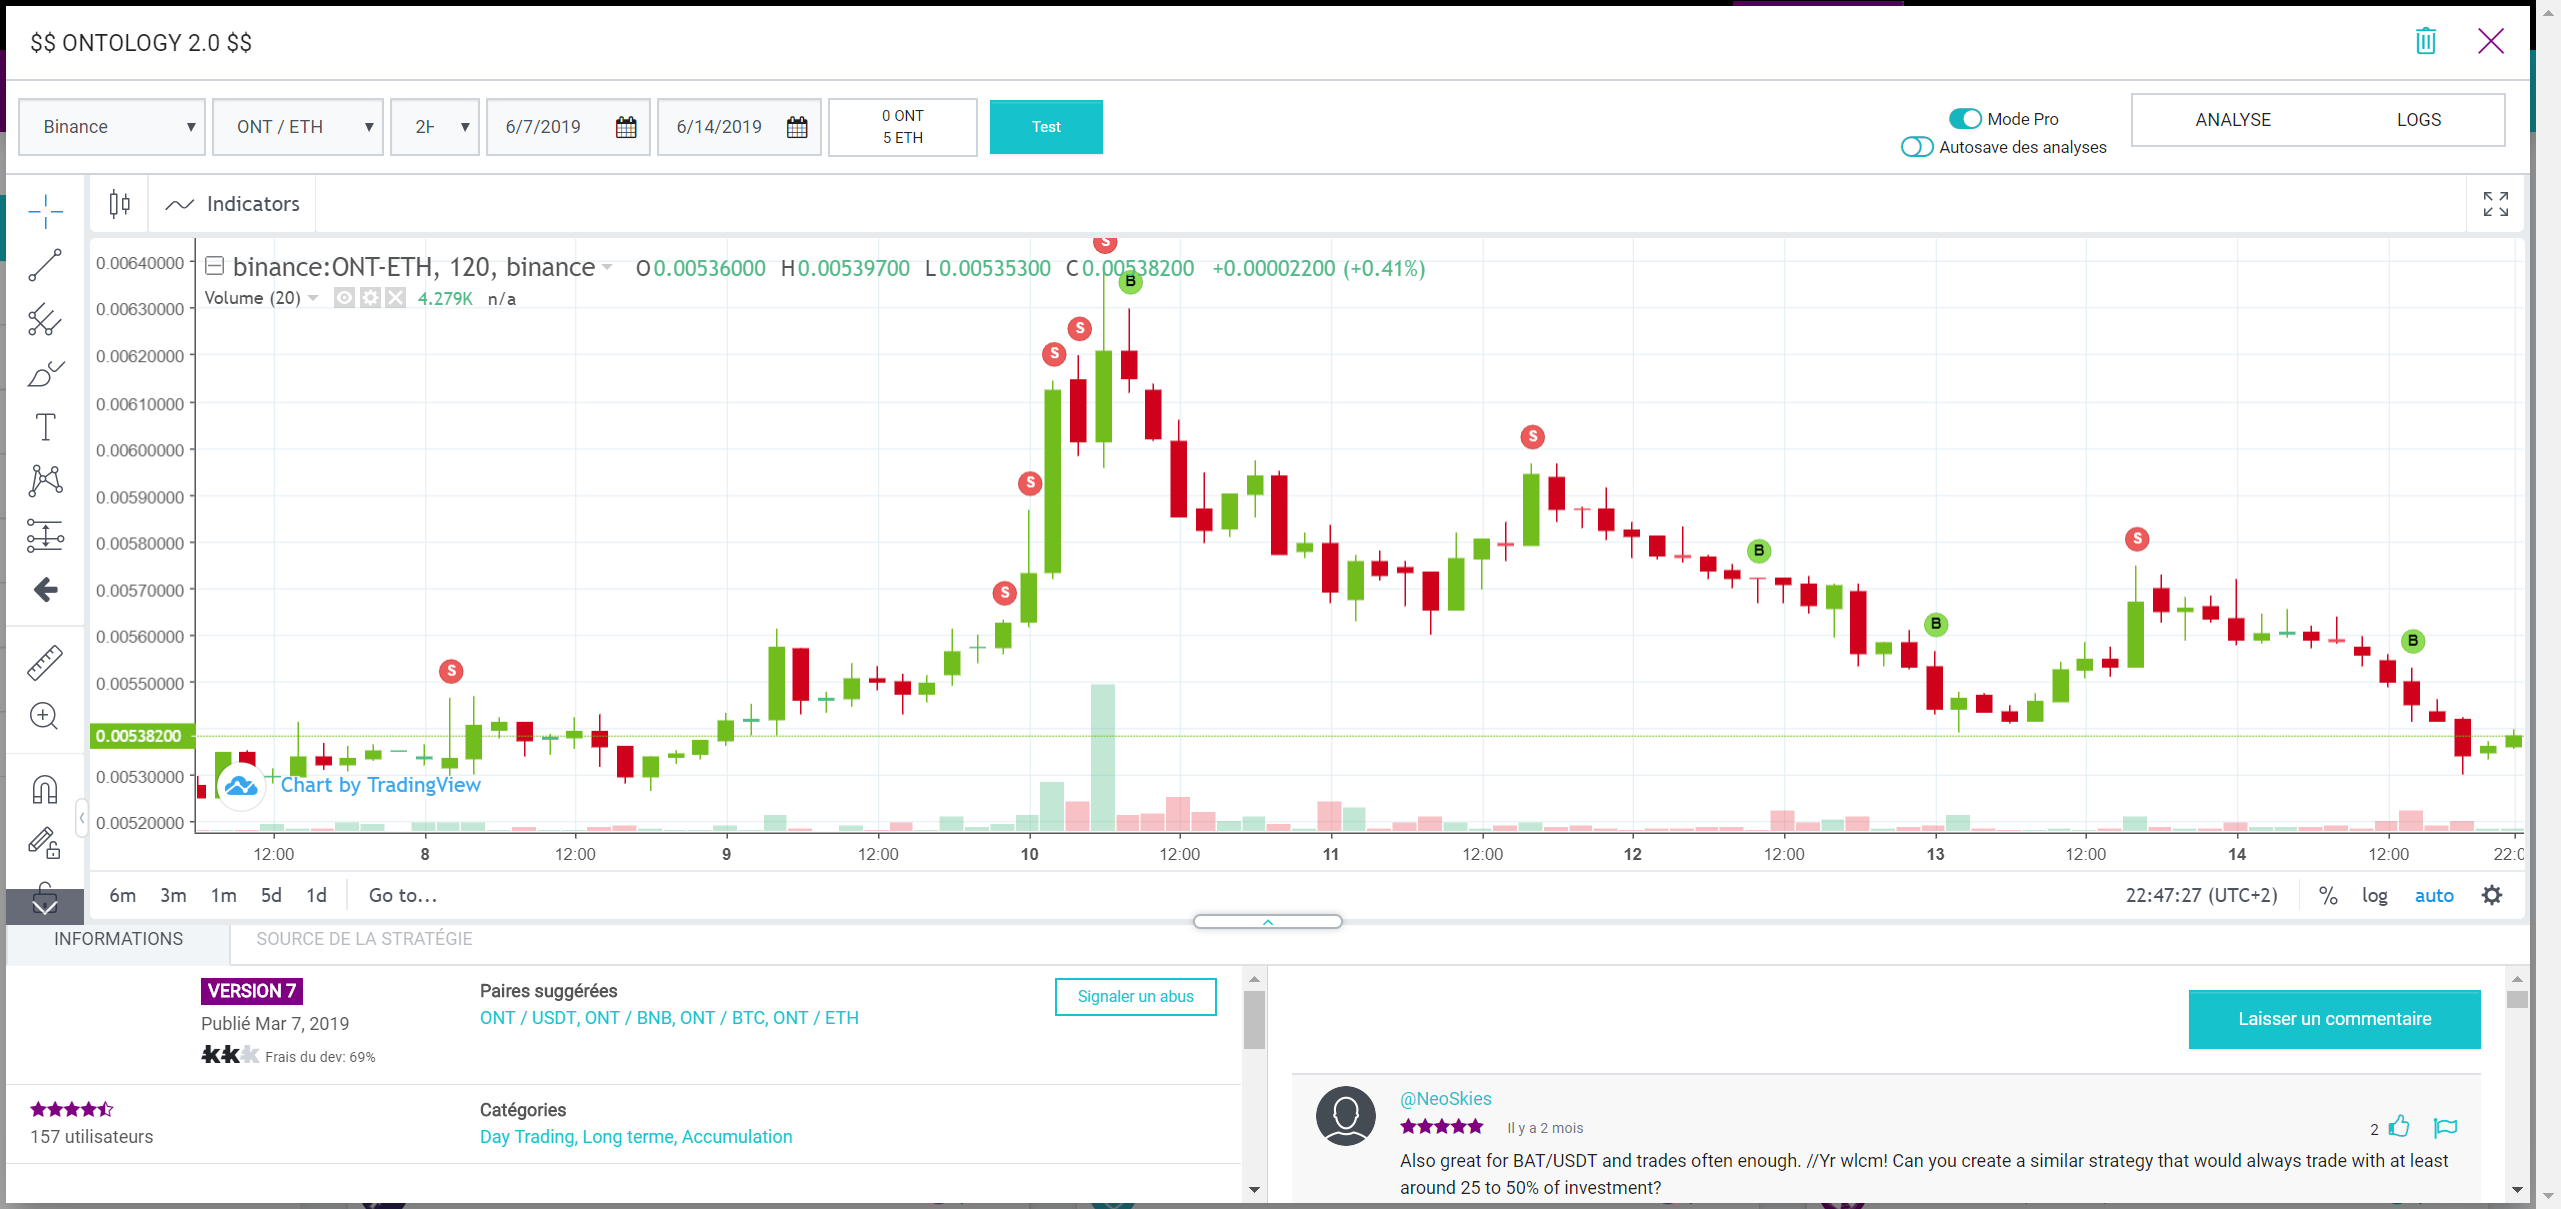 $$ ONTOLOGY 2.0 $$
Binance
ONT / ETH
6/7/2019
6/14/2019
0 ONT
5 ETH
Test
Mode Pro
Autosave des analyses
ANALYSE
LOGS
Indicators
binance:ONT-ETH, 120, binance O0.00536000 H0.00539700 L0.00535300 C0.00538200 +0.00002200 (+0.41%)
Volume (20) 4.279K n/a
0.00640000
0.00630000
0.00620000
0.00610000
0.00600000
0.00590000
0.00580000
0.00570000
0.00560000
0.00550000
0.00538200
0.00530000
0.00520000
S
S
S
S
S
S
B
S
B
B
S
B
Chart by TradingView
12:00 8 12:00 9 12:00 10 12:00 11 12:00 12 12:00 13 12:00 14 12:00
6m 3m 1m 5d 1d Go to...
22:47:27 (UTC+2) % log auto
INFORMATIONS
SOURCE DE LA STRATÉGIE
VERSION 7
Publié Mar 7, 2019
Frais du dev: 69%
Paires suggérées
ONT / USDT, ONT / BNB, ONT / BTC, ONT / ETH
Signaler un abus
157 utilisateurs
Catégories
Day Trading, Long terme, Accumulation
Laisser un commentaire
@NeoSkies
Il y a 2 mois
2
Also great for BAT/USDT and trades often enough. //Yr wlcm! Can you create a similar strategy that would always trade with at least
around 25 to 50% of investment?